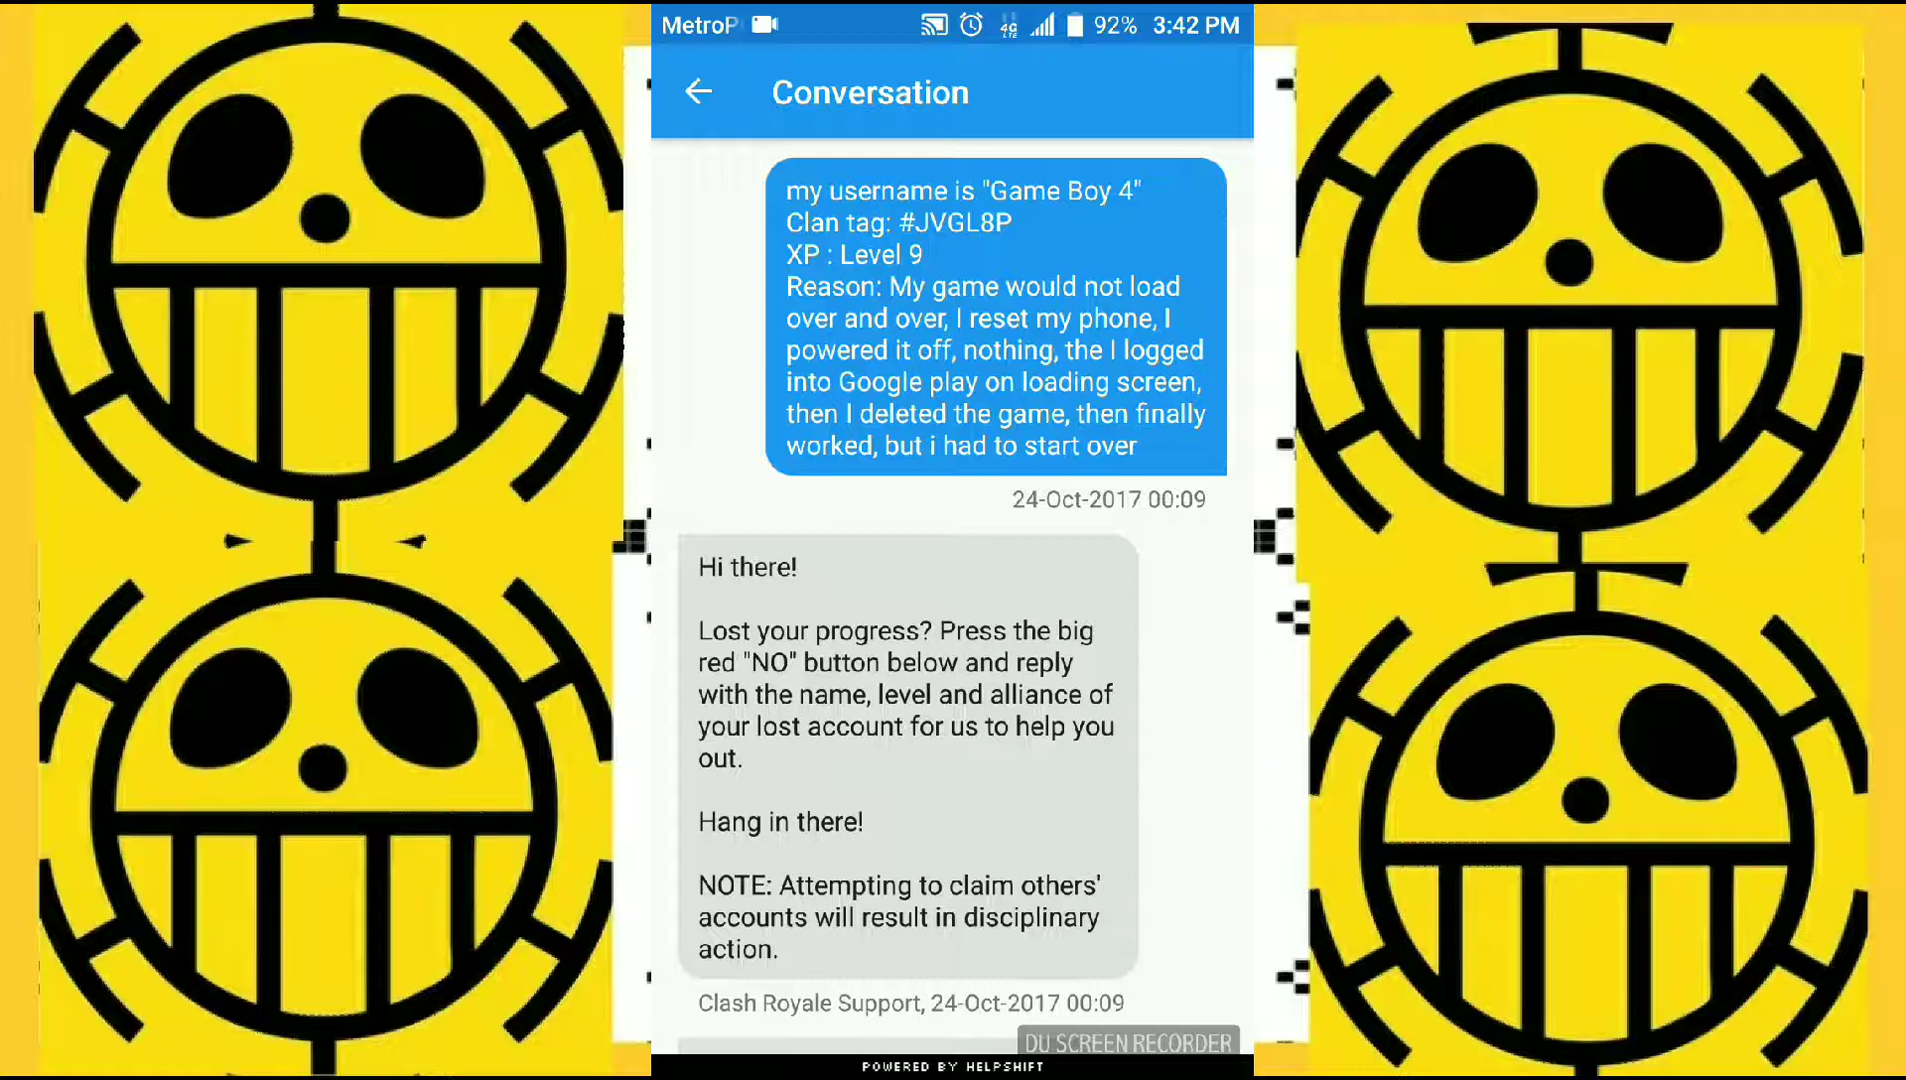 MetroP
4G
LTE
92%
3:42 PM
Conversation
my username is "Game Boy 4"
Clan tag: #JVGL8P
XP : Level 9
Reason: My game would not load
over and over, I reset my phone, I
powered it off, nothing, the I logged
into Google play on loading screen,
then I deleted the game, then finally
worked, but i had to start over
24-Oct-2017 00:09
Hi there!
Lost your progress? Press the big
red "NO" button below and reply
with the name, level and alliance of
your lost account for us to help you
out.
Hang in there!
NOTE: Attempting to claim others'
accounts will result in disciplinary
action.
Clash Royale Support, 24-Oct-2017 00:09
DU SCREEN RECORDER
POWERED BY HELPSHIFT